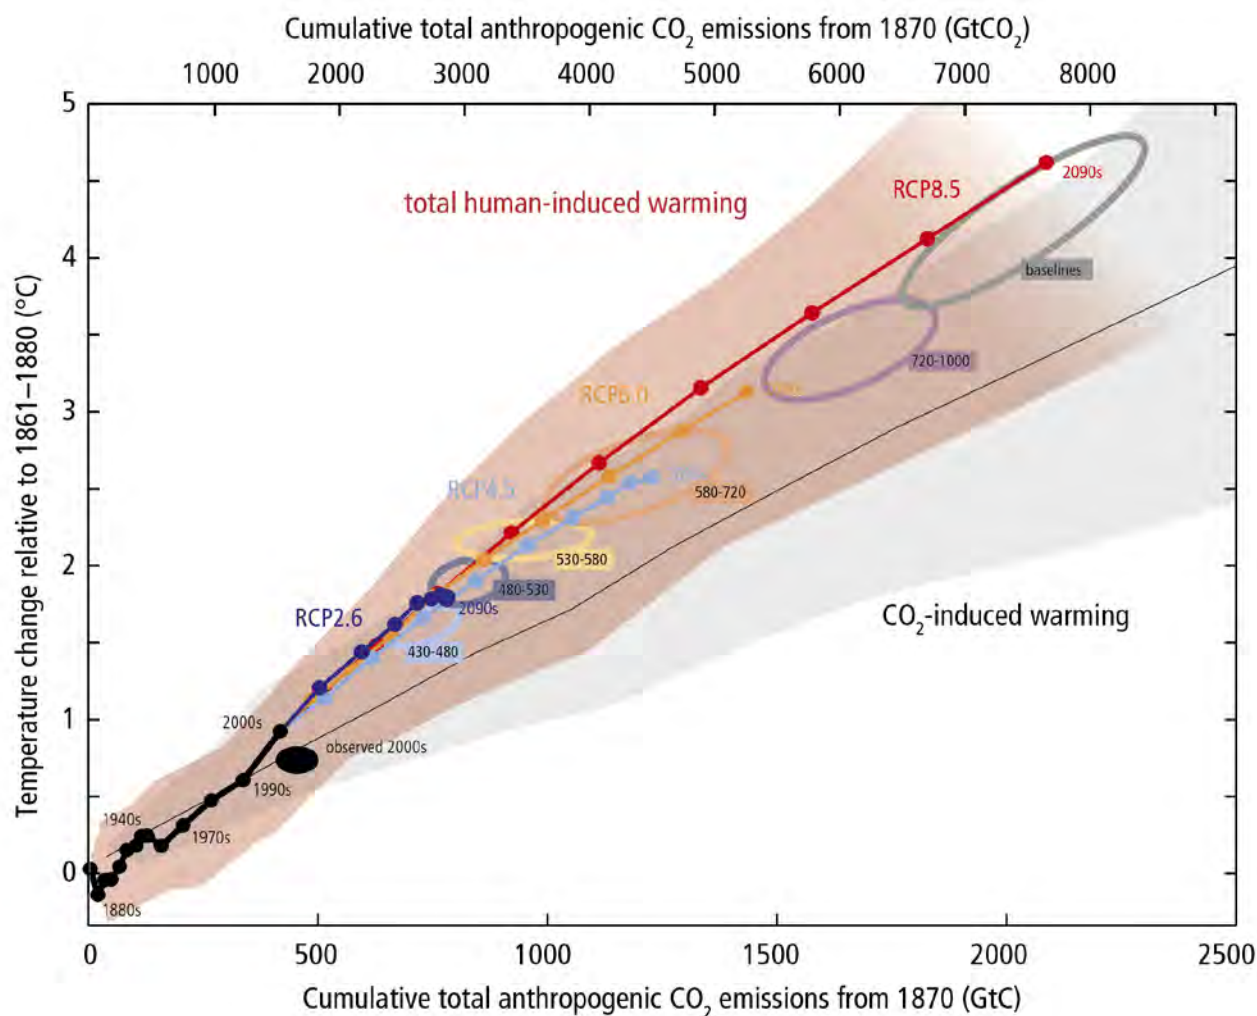 Cumulative total anthropogenic CO₂ emissions from 1870 (GtCO₂)
1000 2000 3000 4000 5000 6000 7000 8000
5
4
3
2
1
0
Temperature change relative to 1861–1880 (°C)
total human-induced warming
RCP8.5
2090s
baselines
720-1000
RCP6.0
RCP4.5
580-720
530-580
480-530
RCP2.6
2090s
430-480
CO₂-induced warming
2000s
observed 2000s
1990s
1940s
1970s
1880s
0 500 1000 1500 2000 2500
Cumulative total anthropogenic CO₂ emissions from 1870 (GtC)